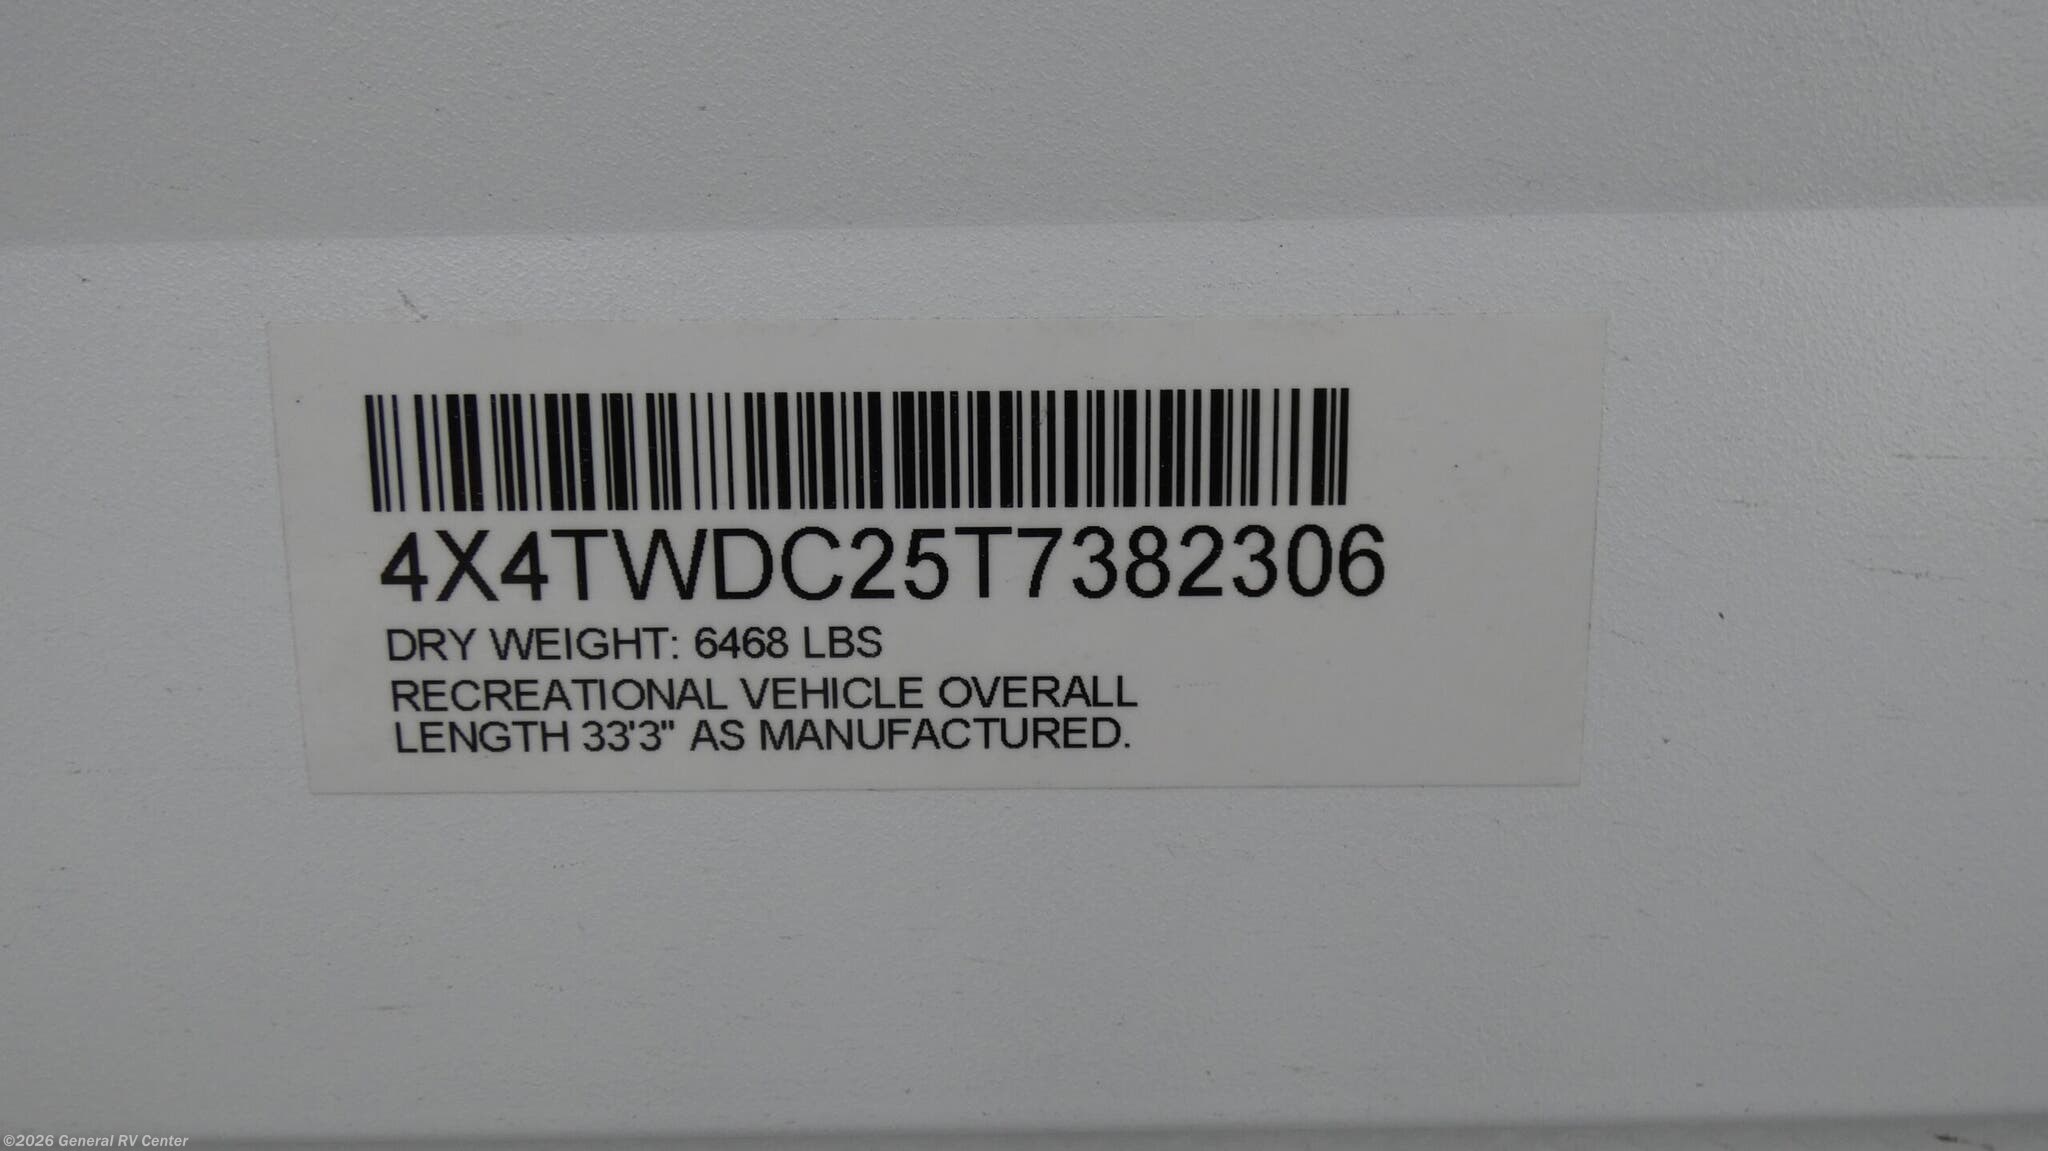 4X4TWDC25T7382306
DRY WEIGHT: 6468 LBS
RECREATIONAL VEHICLE OVERALL
LENGTH 33'3" AS MANUFACTURED.
©2026 General RV Center